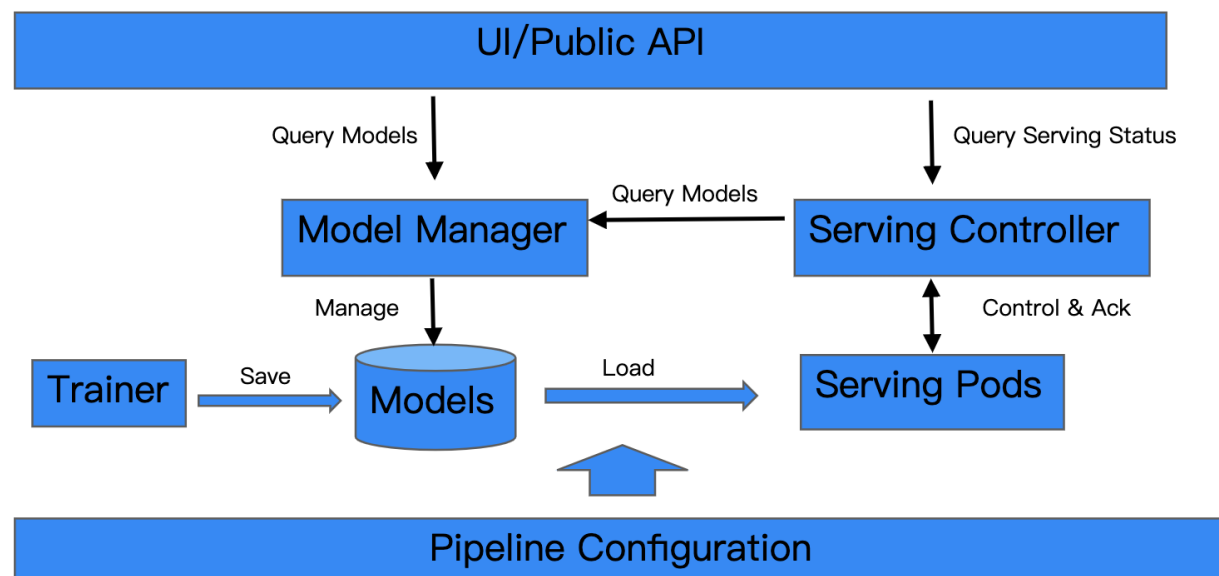 UI/Public API
Query Models
Query Serving Status
Query Models
Model Manager
Serving Controller
Manage
Control & Ack
Trainer
Save
Models
Load
Serving Pods
Pipeline Configuration